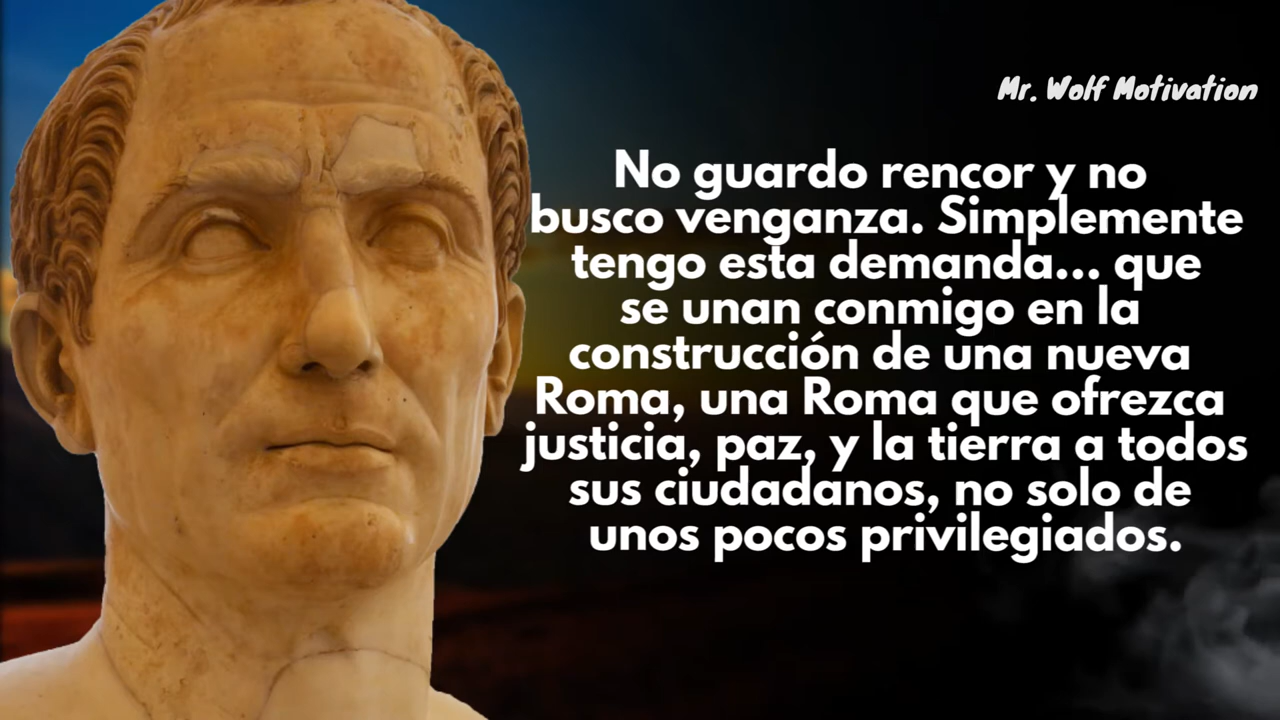 Mr. Wolf Motivation
No guardo rencor y no
busco venganza. Simplemente
tengo esta demanda... que
se unan conmigo en la
construcción de una nueva
Roma, una Roma que ofrezca
justicia, paz, y la tierra a todos
sus ciudadanos, no solo de
unos pocos privilegiados.